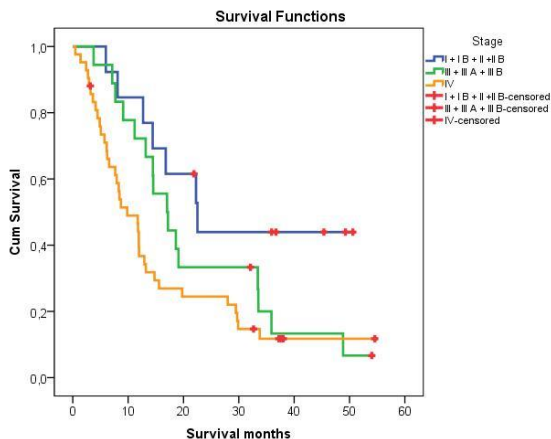 Survival Functions
Stage
I + I B + II +II B
III + III A + III B
IV
I + I B + II +II B-censored
III + III A + III B-censored
IV-censored
Cum Survival
1,0
0,8
0,6
0,4
0,2
0,0
0 10 20 30 40 50 60
Survival months